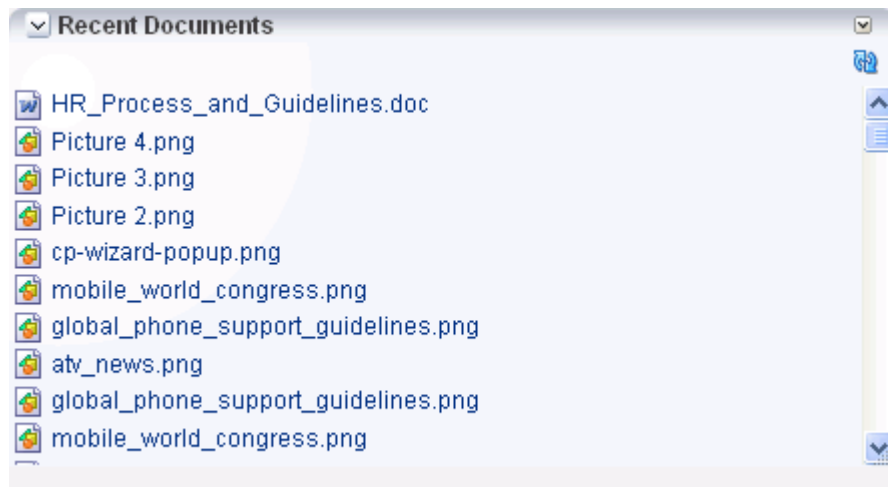 Recent Documents
HR_Process_and_Guidelines.doc
Picture 4.png
Picture 3.png
Picture 2.png
cp-wizard-popup.png
mobile_world_congress.png
global_phone_support_guidelines.png
atv_news.png
global_phone_support_guidelines.png
mobile_world_congress.png